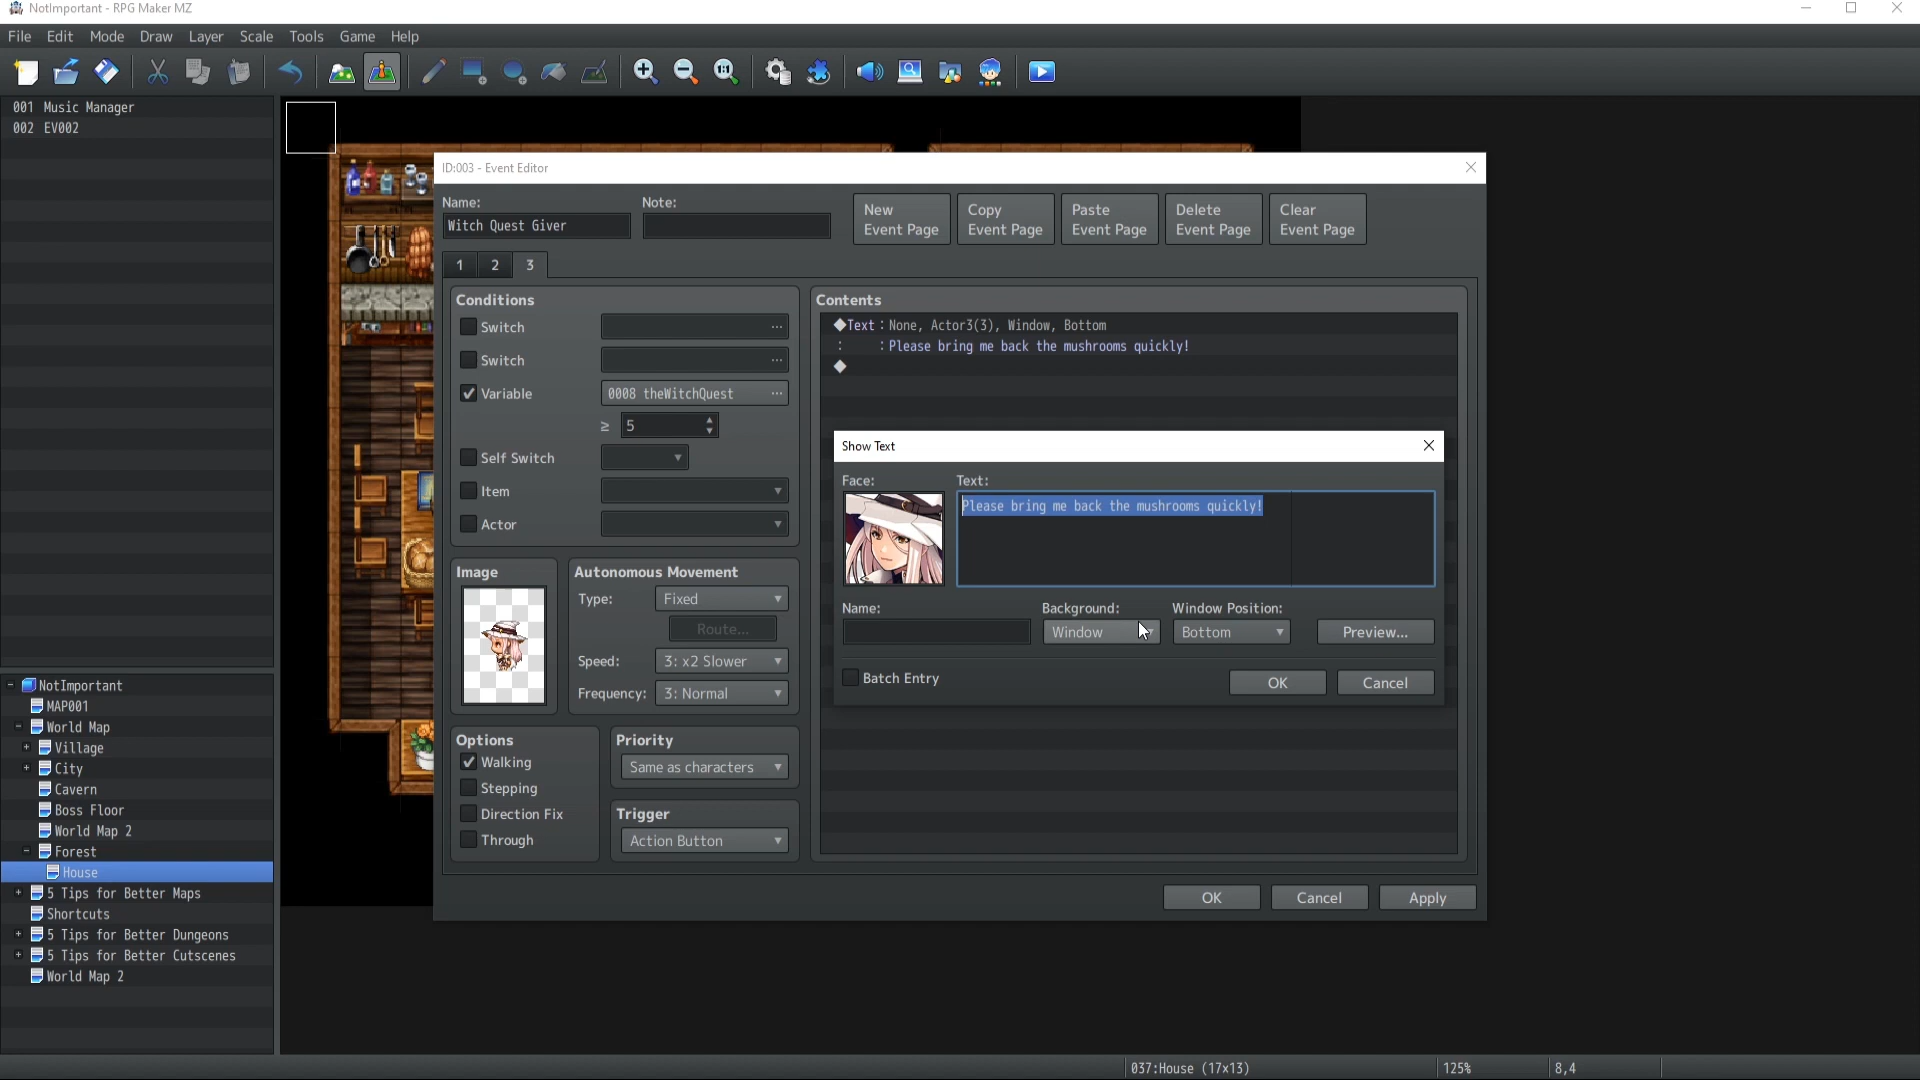 NotImportant - RPG Maker MZ
File Edit Mode Draw Layer Scale Tools Game Help
1:1
001 Music Manager
002 EV002
ID:003 - Event Editor
Name: Note:
Witch Quest Giver
New Event Page
Copy Event Page
Paste Event Page
Delete Event Page
Clear Event Page
1 2 3
Conditions
Switch ...
Switch ...
Variable 0008 theWitchQuest ...
≥ 5
Self Switch
Item
Actor
Image
Autonomous Movement
Type: Fixed
Route...
Speed: 3: x2 Slower
Frequency: 3: Normal
Options
Walking
Stepping
Direction Fix
Through
Priority
Same as characters
Trigger
Action Button
Contents
◆Text : None, Actor3(3), Window, Bottom
: : Please bring me back the mushrooms quickly!
◆
Show Text
Face: Text:
Please bring me back the mushrooms quickly!
Name: Background: Window Position:
Window Bottom Preview...
Batch Entry
OK Cancel
OK Cancel Apply
NotImportant
MAP001
World Map
Village
City
Cavern
Boss Floor
World Map 2
Forest
House
5 Tips for Better Maps
Shortcuts
5 Tips for Better Dungeons
5 Tips for Better Cutscenes
World Map 2
037:House (17x13) 125% 8,4